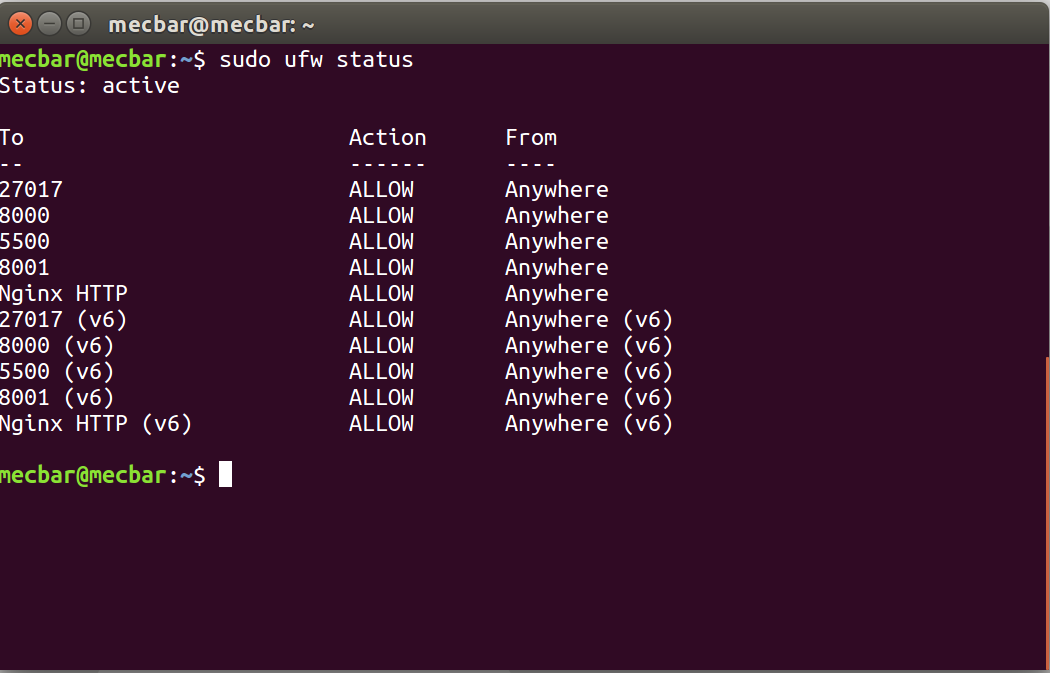 mecbar@mecbar: ~
mecbar@mecbar:~$ sudo ufw status
Status: active
To Action From
-- ------ ----
27017 ALLOW Anywhere
8000 ALLOW Anywhere
5500 ALLOW Anywhere
8001 ALLOW Anywhere
Nginx HTTP ALLOW Anywhere
27017 (v6) ALLOW Anywhere (v6)
8000 (v6) ALLOW Anywhere (v6)
5500 (v6) ALLOW Anywhere (v6)
8001 (v6) ALLOW Anywhere (v6)
Nginx HTTP (v6) ALLOW Anywhere (v6)
mecbar@mecbar:~$